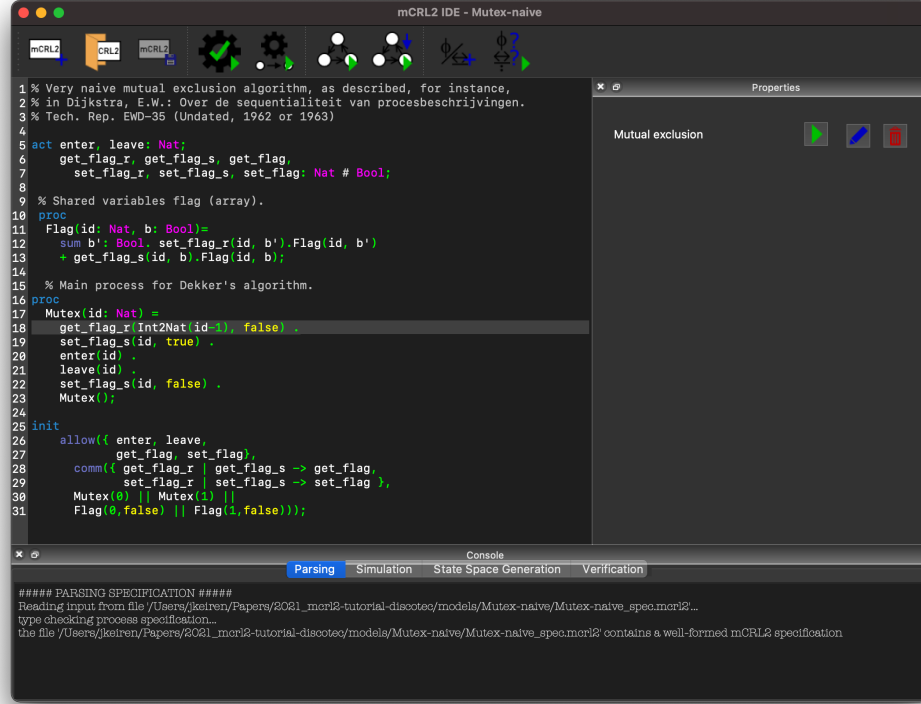 mCRL2 IDE - Mutex-naive
mCRL2
CRL2
mCRL2
1 % Very naive mutual exclusion algorithm, as described, for instance,
2 % in Dijkstra, E.W.: Over de sequentialiteit van procesbeschrijvingen.
3 % Tech. Rep. EWD-35 (Undated, 1962 or 1963)
4
5 act enter, leave: Nat;
6     get_flag_r, get_flag_s, get_flag,
7       set_flag_r, set_flag_s, set_flag: Nat # Bool;
8
9  % Shared variables flag (array).
10  proc
11   Flag(id: Nat, b: Bool)=
12     sum b': Bool. set_flag_r(id, b').Flag(id, b')
13     + get_flag_s(id, b).Flag(id, b);
14
15   % Main process for Dekker's algorithm.
16 proc
17   Mutex(id: Nat) =
18     get_flag_r(Int2Nat(id-1), false) .
19     set_flag_s(id, true) .
20     enter(id) .
21     leave(id) .
22     set_flag_s(id, false) .
23     Mutex();
24
25 init
26     allow({ enter, leave,
27             get_flag, set_flag},
28       comm({ get_flag_r | get_flag_s -> get_flag,
29              set_flag_r | set_flag_s -> set_flag },
30       Mutex(0) || Mutex(1) ||
31       Flag(0,false) || Flag(1,false)));
Properties
Mutual exclusion
Console
Parsing Simulation State Space Generation Verification
##### PARSING SPECIFICATION #####
Reading input from file '/Users/jkeiren/Papers/2021_mcrl2-tutorial-discotec/models/Mutex-naive/Mutex-naive_spec.mcrl2'...
type checking process specification...
the file '/Users/jkeiren/Papers/2021_mcrl2-tutorial-discotec/models/Mutex-naive/Mutex-naive_spec.mcrl2' contains a well-formed mCRL2 specification